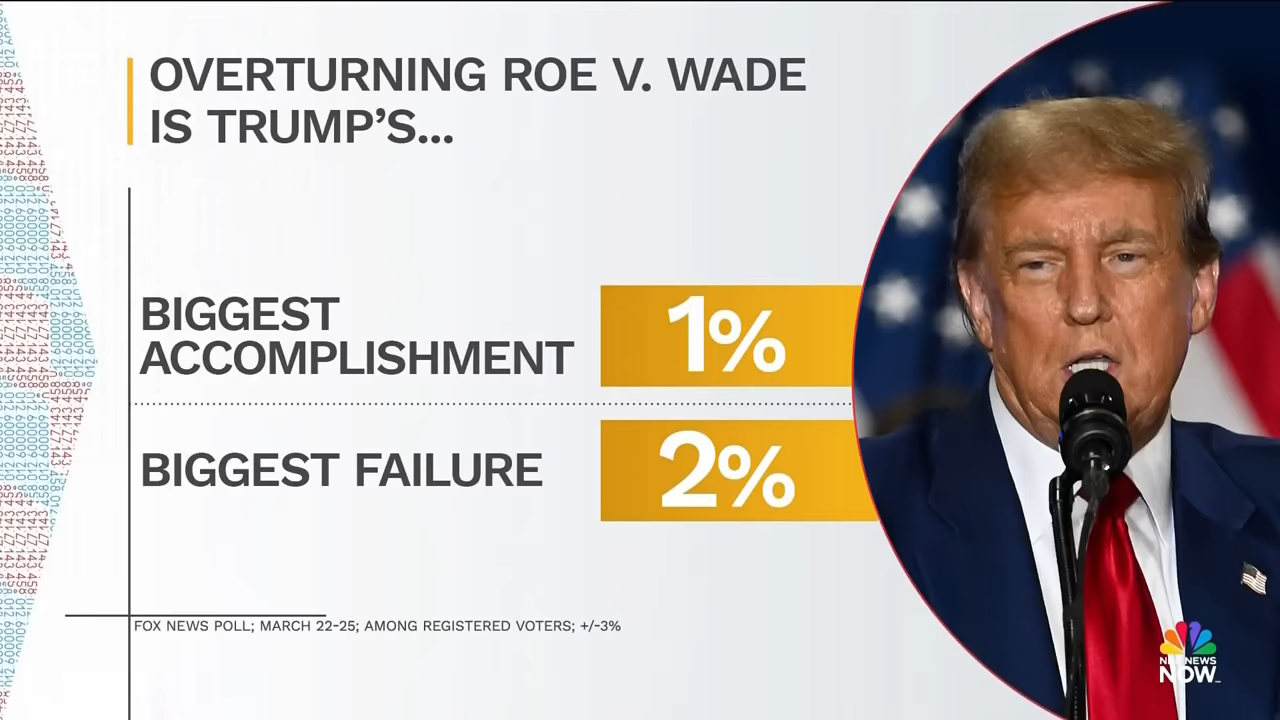 OVERTURNING ROE V. WADE
IS TRUMP'S...
BIGGEST
ACCOMPLISHMENT
1%
BIGGEST FAILURE
2%
FOX NEWS POLL; MARCH 22-25; AMONG REGISTERED VOTERS; +/-3%
NBC NEWS
NOW